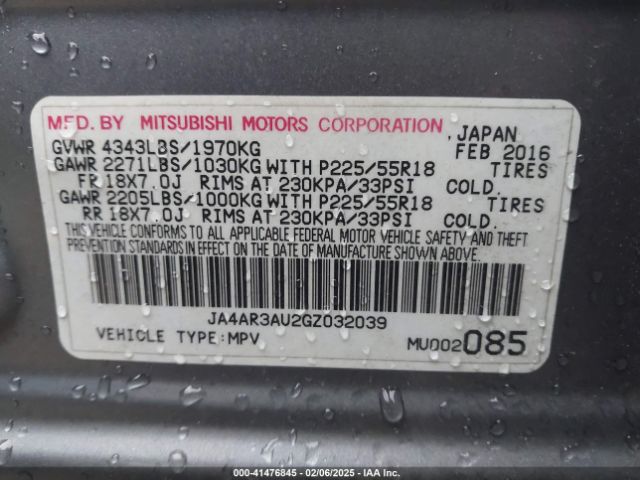 MFD. BY MITSUBISHI MOTORS CORPORATION, JAPAN
GVWR 4343LBS/1970KG FEB 2016
GAWR 2271LBS/1030KG WITH P225/55R18 TIRES
FR 18X7.0J RIMS AT 230KPA/33PSI COLD.
GAWR 2205LBS/1000KG WITH P225/55R18 TIRES
RR 18X7.0J RIMS AT 230KPA/33PSI COLD.
THIS VEHICLE CONFORMS TO ALL APPLICABLE FEDERAL MOTOR VEHICLE SAFETY AND THEFT
PREVENTION STANDARDS IN EFFECT ON THE DATE OF MANUFACTURE SHOWN ABOVE.
JA4AR3AU2GZ032039
VEHICLE TYPE:MPV MU002085
000-41476845 - 02/06/2025 - IAA Inc.